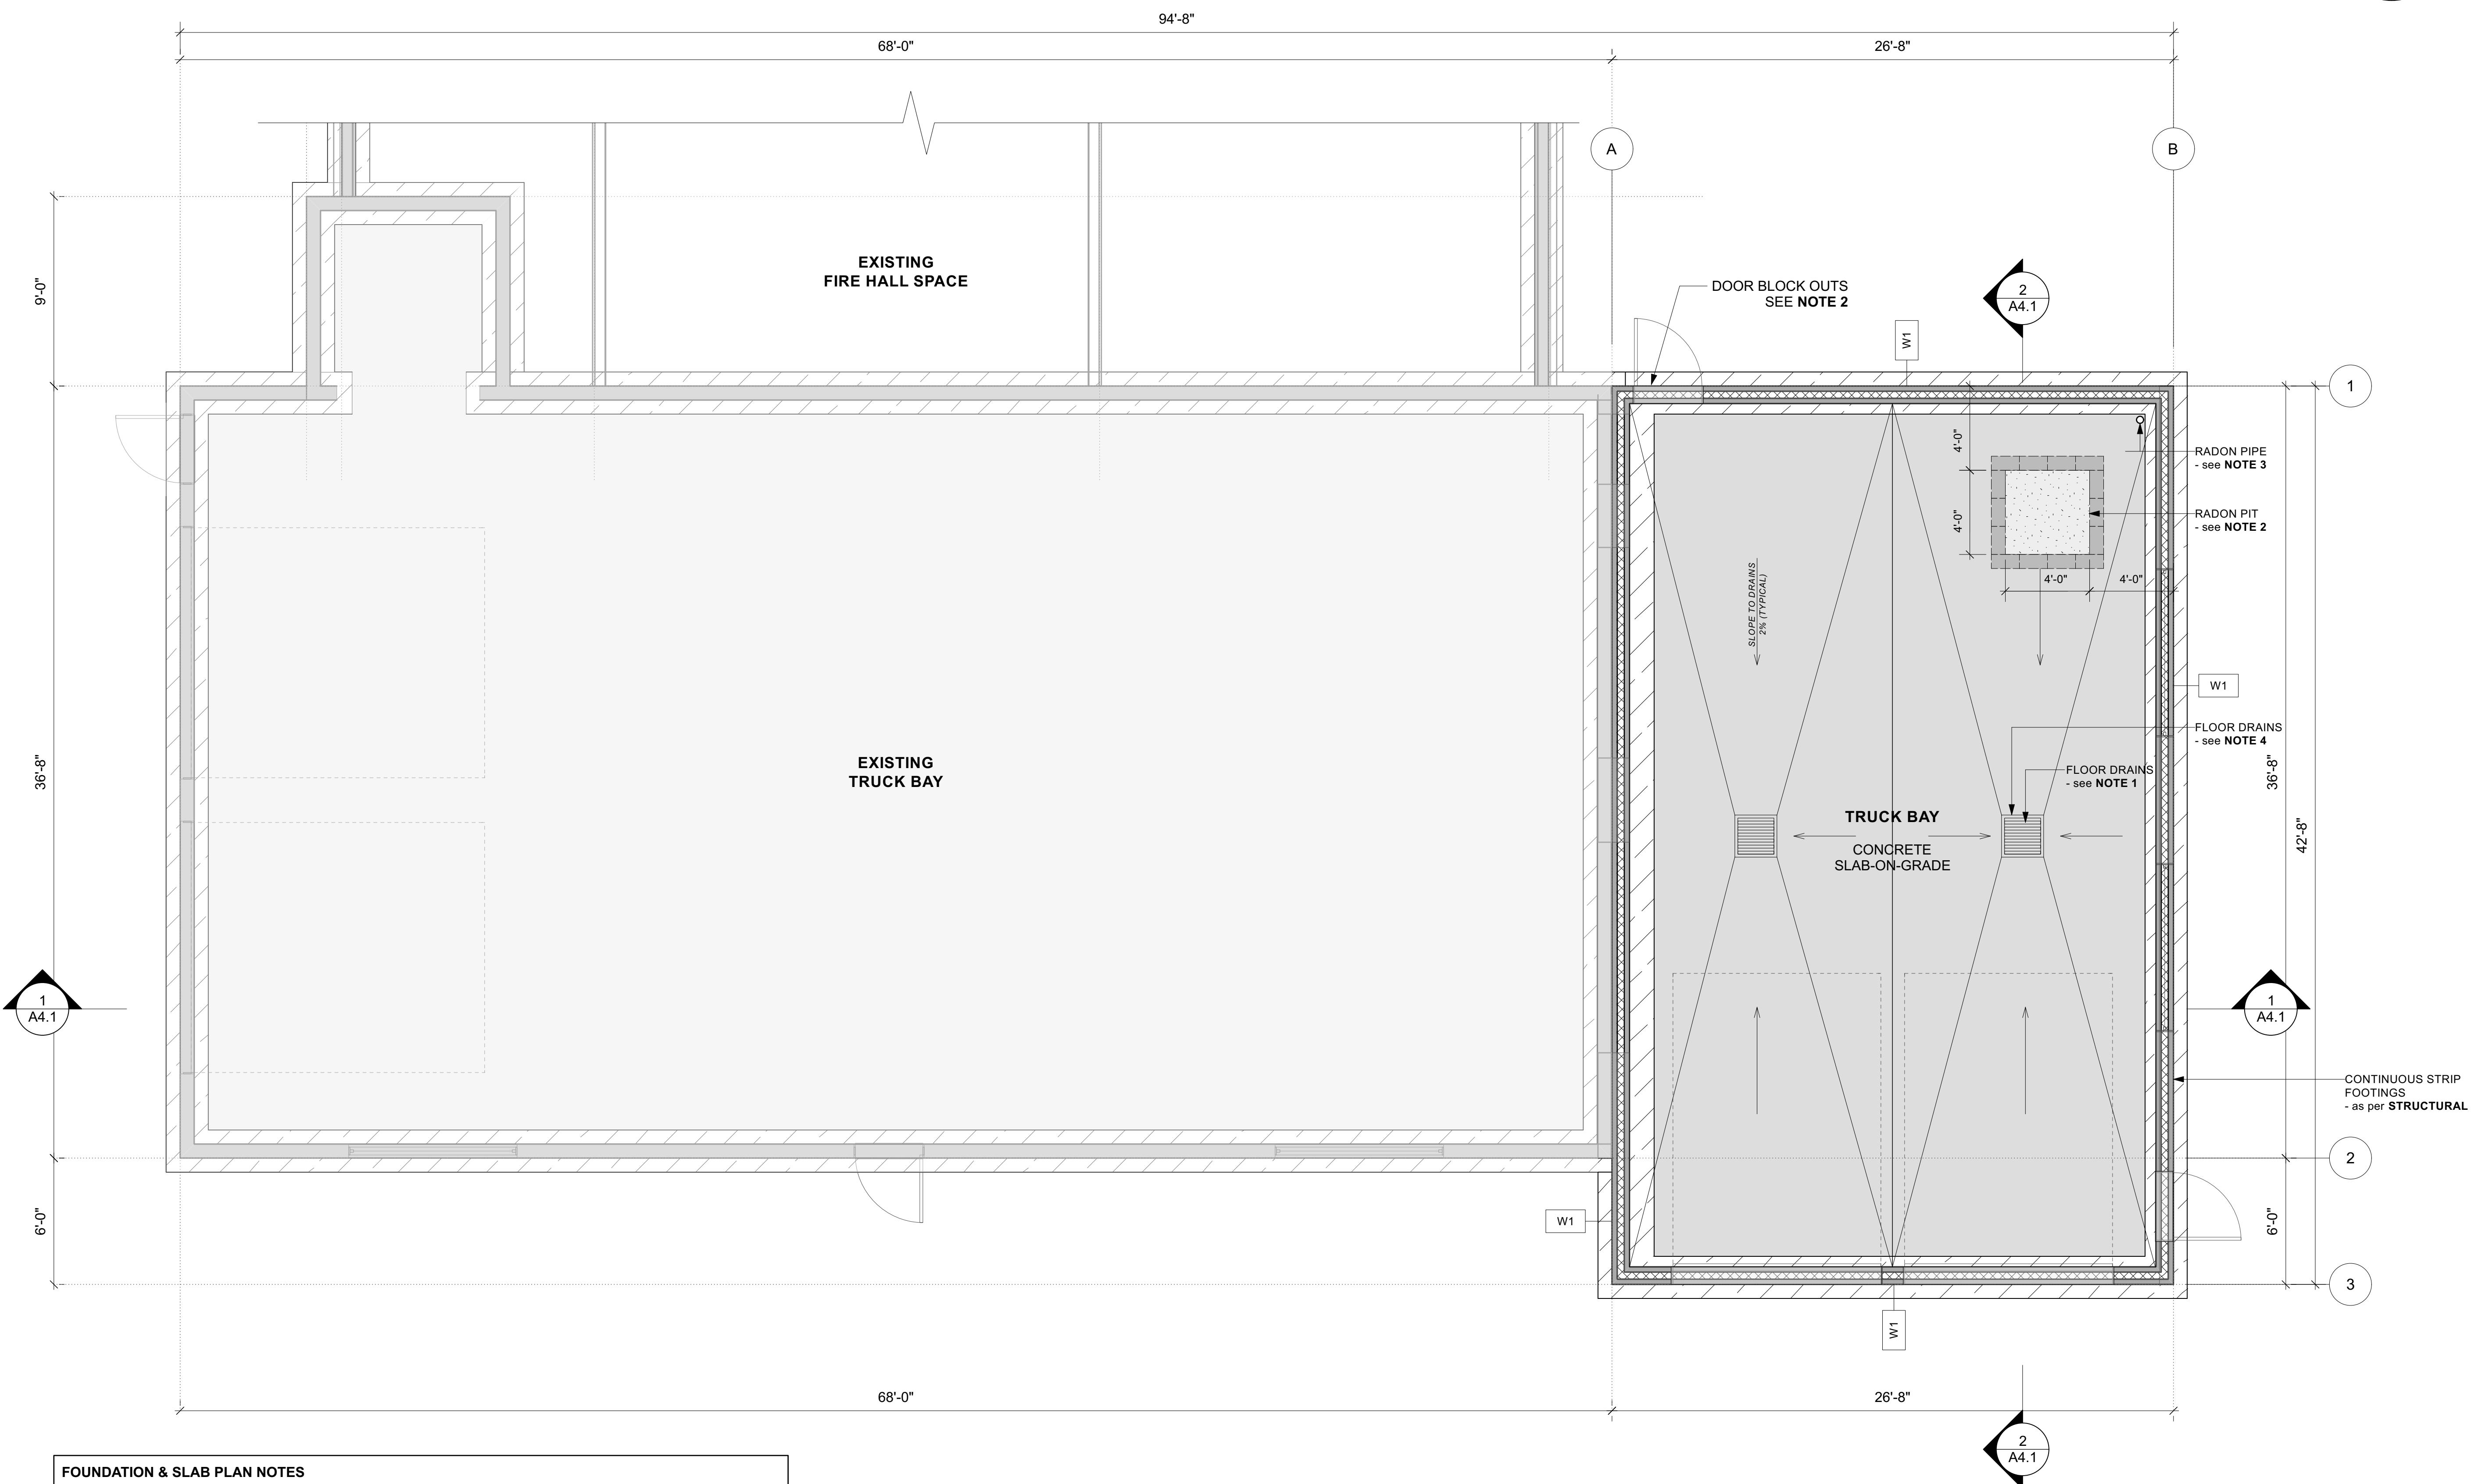 94'-8"
68'-0"
26'-8"
A
B
9'-0"
EXISTING
FIRE HALL SPACE
DOOR BLOCK OUTS
SEE NOTE 2
2
A4.1
W1
1
4'-0"
RADON PIPE
- see NOTE 3
4'-0"
RADON PIT
- see NOTE 2
4'-0"
4'-0"
SLOPE TO DRAINS
2% (TYPICAL)
W1
FLOOR DRAINS
- see NOTE 4
36'-8"
EXISTING
TRUCK BAY
FLOOR DRAINS
- see NOTE 1
36'-8"
TRUCK BAY
CONCRETE
SLAB-ON-GRADE
42'-8"
1
A4.1
1
A4.1
CONTINUOUS STRIP
FOOTINGS
- as per STRUCTURAL
2
6'-0"
W1
6'-0"
3
W1
68'-0"
26'-8"
2
A4.1
FOUNDATION & SLAB PLAN NOTES